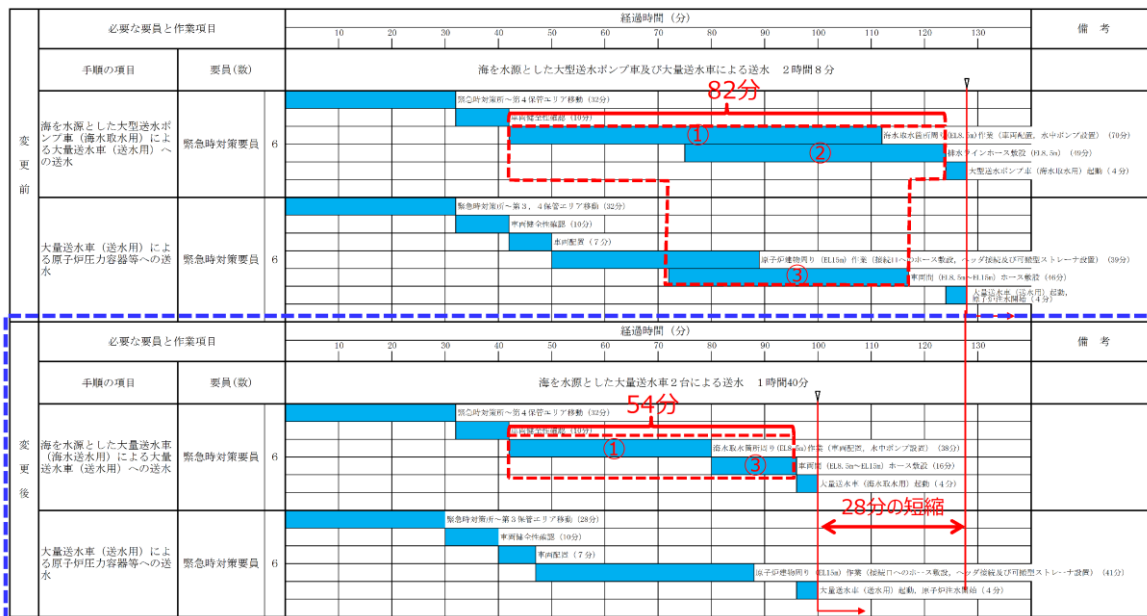 変更前
必要な要員と作業項目
経過時間（分）
10 20 30 40 50 60 70 80 90 100 110 120 130
備 考
手順の項目
要員(数)
海を水源とした大型送水ポンプ車及び大量送水車による送水 2時間8分
82分
海を水源とした大型送水ポンプ車（海水取水用）による大量送水車（送水用）への送水
緊急時対策要員 6
緊急時対策所～第4保管エリア移動(32分)
車両健全性確認(10分)
①
海水取水箇所周り(EL8.5m)作業（車両配置，水中ポンプ設置）(70分)
②
排水ラインホース敷設(EL8.5m)（49分）
大型送水ポンプ車（海水取水用）起動（4分）
大量送水車（送水用）による原子炉圧力容器等への送水
緊急時対策要員 6
緊急時対策所～第3，4保管エリア移動(32分)
車両健全性確認(10分)
車両配置（7分）
原子炉建物周り（EL15m）作業（接続口へのホース敷設，ヘッダ接続及び可搬型ストレーナ設置）(39分)
③
車両間（EL8.5m～EL15m）ホース敷設（46分）
大量送水車（送水用）起動，
原子炉注水開始（4分）
変更後
必要な要員と作業項目
経過時間（分）
10 20 30 40 50 60 70 80 90 100 110 120 130
備 考
手順の項目
要員(数)
海を水源とした大量送水車2台による送水 1時間40分
54分
海を水源とした大量送水車（海水送水用）による大量送水車（送水用）への送水
緊急時対策要員 6
緊急時対策所～第4保管エリア移動(32分)
車両健全性確認(10分)
①
海水取水箇所周り(EL8.5m)作業（車両配置，水中ポンプ設置）(38分)
③
車両間（EL8.5m～EL15m）ホース敷設（16分）
大量送水車（海水取水用）起動（4分）
28分の短縮
大量送水車（送水用）による原子炉圧力容器等への送水
緊急時対策要員 6
緊急時対策所～第3保管エリア移動(28分)
車両健全性確認(10分)
車両配置（7分）
原子炉建物周り（EL15m）作業（接続口へのホース敷設，ヘッダ接続及び可搬型ストレーナ設置）(41分)
大量送水車（送水用）起動，原子炉注水開始（4分）